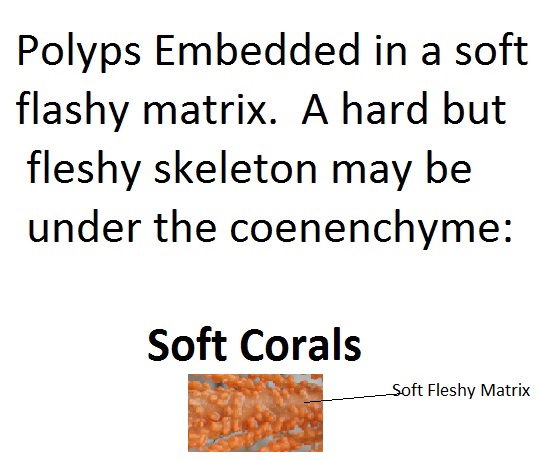 Polyps Embedded in a soft
flashy matrix.  A hard but
fleshy skeleton may be
under the coenenchyme:
Soft Corals
Soft Fleshy Matrix